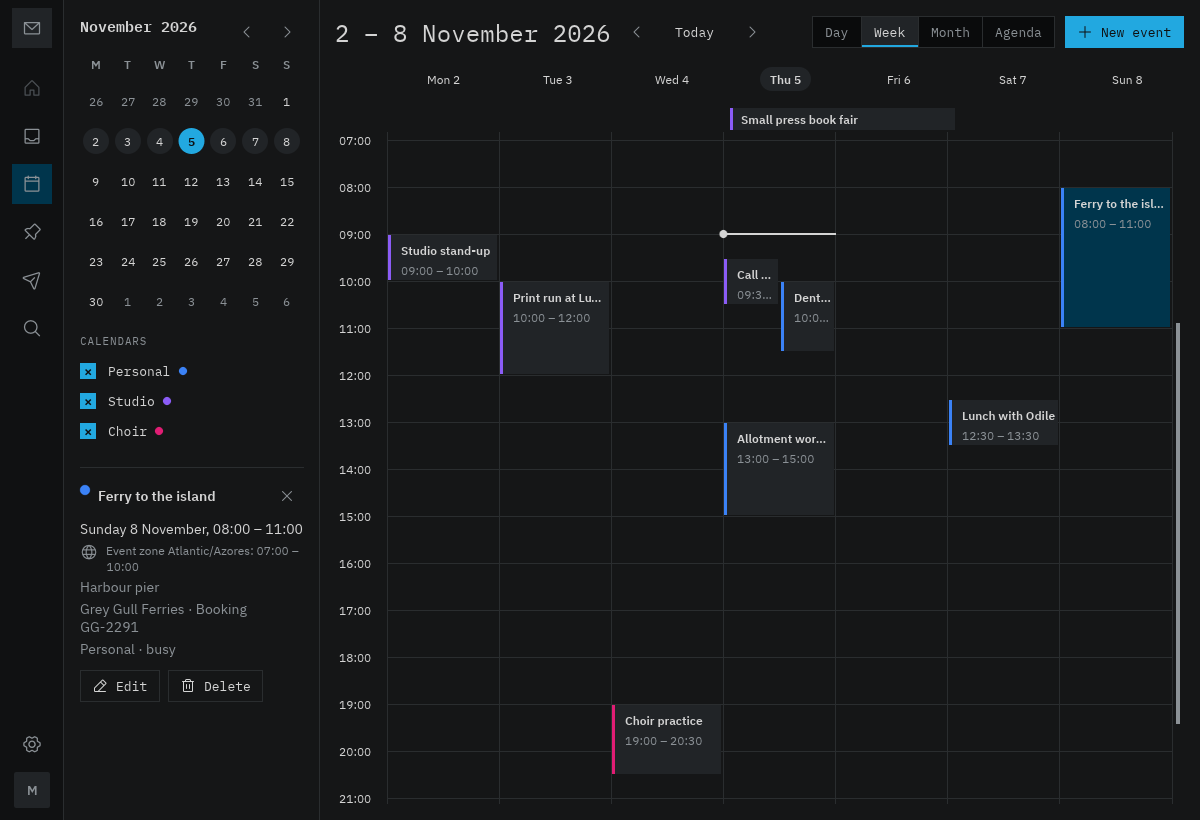 November 2026
M T W T F S S
26 27 28 29 30 31 1
2 3 4 5 6 7 8
9 10 11 12 13 14 15
16 17 18 19 20 21 22
23 24 25 26 27 28 29
30 1 2 3 4 5 6
CALENDARS
Personal
Studio
Choir
Ferry to the island
Sunday 8 November, 08:00 – 11:00
Event zone Atlantic/Azores: 07:00 –
10:00
Harbour pier
Grey Gull Ferries · Booking
GG-2291
Personal · busy
Edit
Delete
M
2 – 8 November 2026
Today
Day
Week
Month
Agenda
New event
Mon 2
Tue 3
Wed 4
Thu 5
Fri 6
Sat 7
Sun 8
Small press book fair
07:00
08:00
09:00
10:00
11:00
12:00
13:00
14:00
15:00
16:00
17:00
18:00
19:00
20:00
21:00
Studio stand-up
09:00 – 10:00
Print run at Lu...
10:00 – 12:00
Choir practice
19:00 – 20:30
Call ...
09:3...
Dent...
10:0...
Allotment wor...
13:00 – 15:00
Lunch with Odile
12:30 – 13:30
Ferry to the isl...
08:00 – 11:00